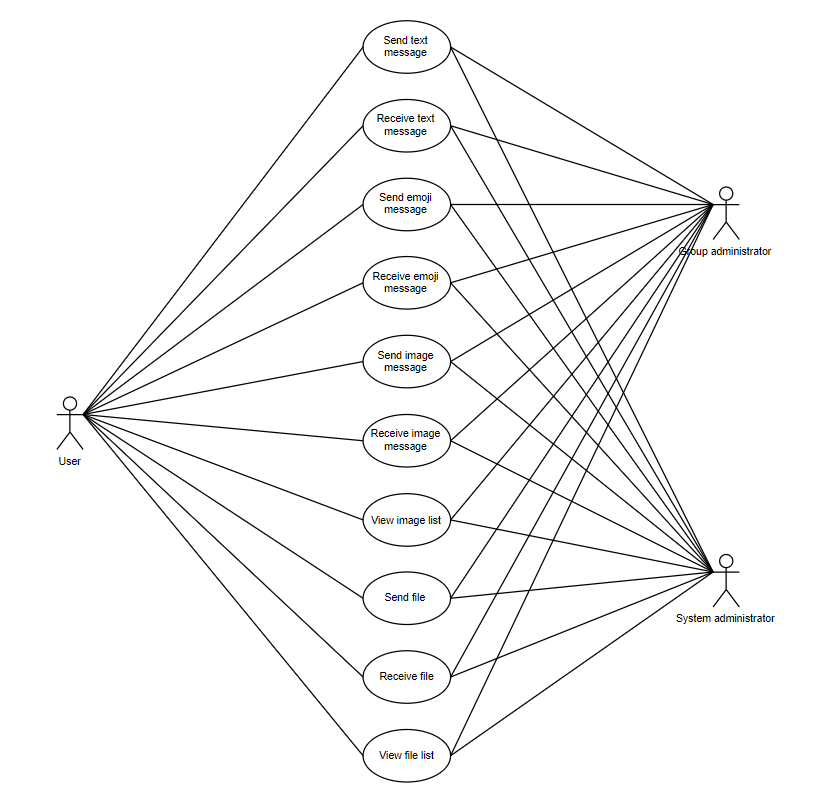 Send text
message
Receive text
message
Send emoji
message
Receive emoji
message
Send image
message
Receive image
message
View image list
Send file
Receive file
View file list
User
Group administrator
System administrator